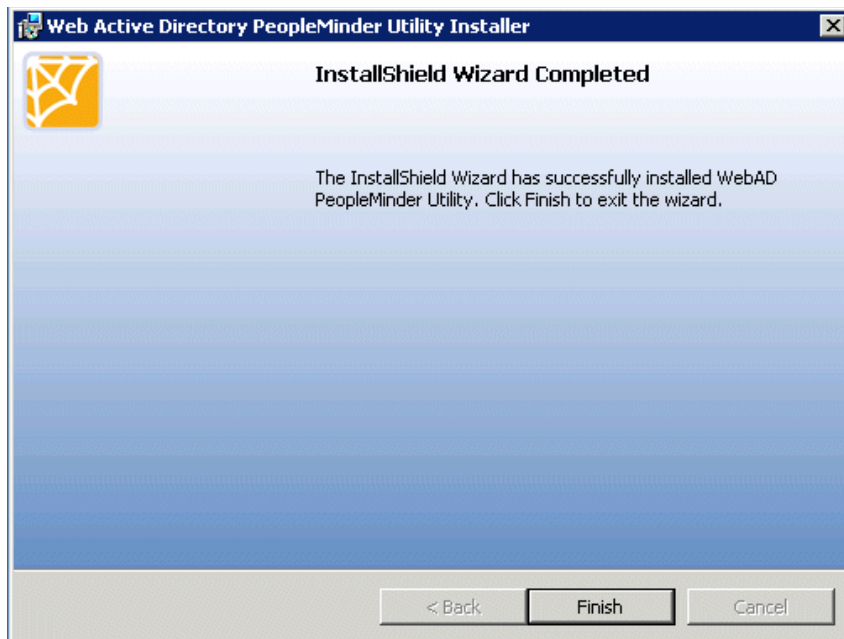 Web Active Directory PeopleMinder Utility Installer
InstallShield Wizard Completed
The InstallShield Wizard has successfully installed WebAD
PeopleMinder Utility. Click Finish to exit the wizard.
< Back
Finish
Cancel